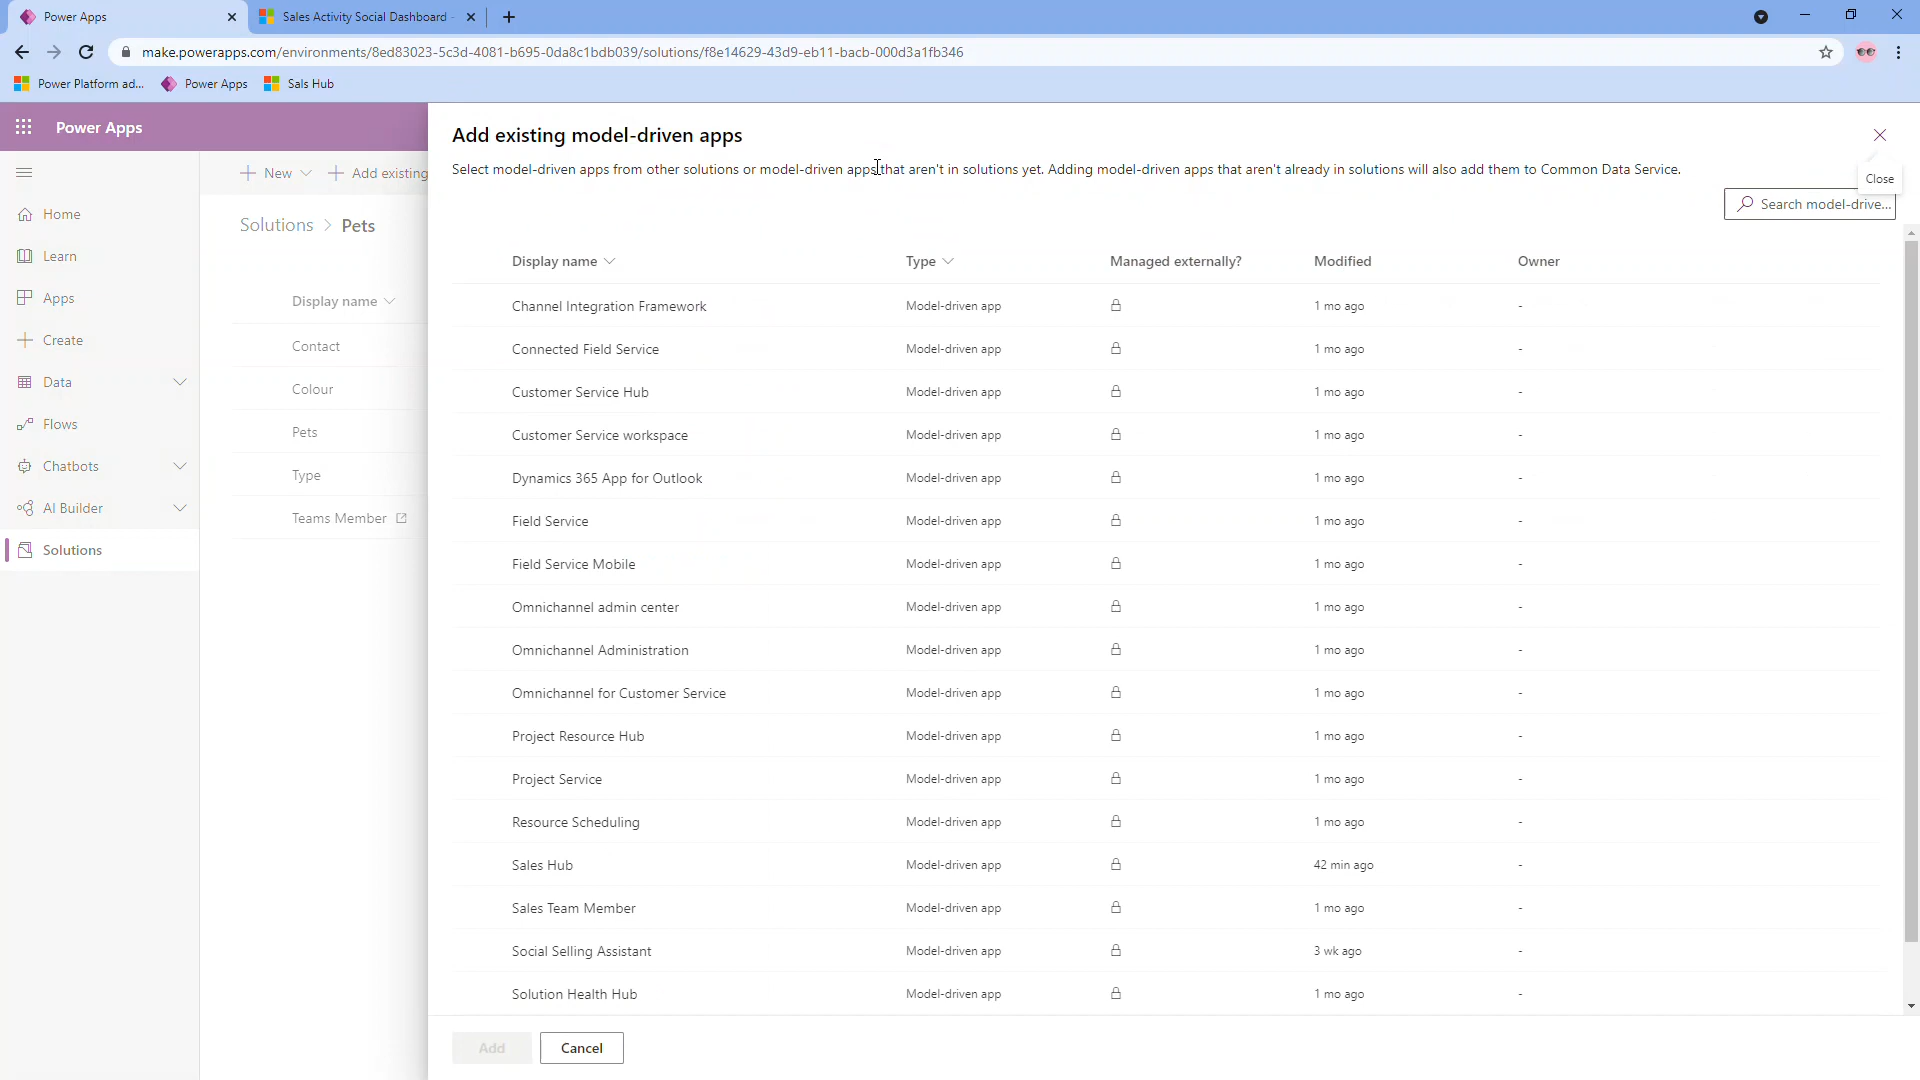 Power Apps
Sales Activity Social Dashboard -
make.powerapps.com/environments/8ed83023-5c3d-4081-b695-0da8c1bdb039/solutions/f8e14629-43d9-eb11-bacb-000d3a1fb346
Power Platform ad... Power Apps Sals Hub
Power Apps
Home
Learn
Apps
Create
Data
Flows
Chatbots
AI Builder
Solutions
New Add existing
Solutions > Pets
Display name
Contact
Colour
Pets
Type
Teams Member
Add existing model-driven apps
Select model-driven apps from other solutions or model-driven apps that aren't in solutions yet. Adding model-driven apps that aren't already in solutions will also add them to Common Data Service.
Close
Search model-drive...
Display name Type Managed externally? Modified Owner
Channel Integration Framework Model-driven app 1 mo ago -
Connected Field Service Model-driven app 1 mo ago -
Customer Service Hub Model-driven app 1 mo ago -
Customer Service workspace Model-driven app 1 mo ago -
Dynamics 365 App for Outlook Model-driven app 1 mo ago -
Field Service Model-driven app 1 mo ago -
Field Service Mobile Model-driven app 1 mo ago -
Omnichannel admin center Model-driven app 1 mo ago -
Omnichannel Administration Model-driven app 1 mo ago -
Omnichannel for Customer Service Model-driven app 1 mo ago -
Project Resource Hub Model-driven app 1 mo ago -
Project Service Model-driven app 1 mo ago -
Resource Scheduling Model-driven app 1 mo ago -
Sales Hub Model-driven app 42 min ago -
Sales Team Member Model-driven app 1 mo ago -
Social Selling Assistant Model-driven app 3 wk ago -
Solution Health Hub Model-driven app 1 mo ago -
Add Cancel